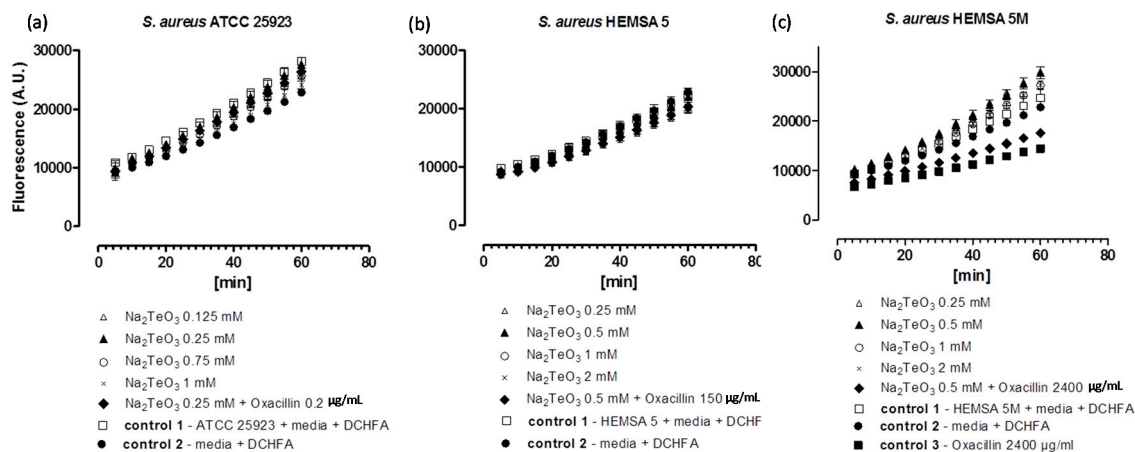 (a)
S. aureus ATCC 25923
30000
20000
10000
0
Fluorescence (A.U.)
0 20 40 60 80
[min]
Na2TeO3 0.125 mM
Na2TeO3 0.25 mM
Na2TeO3 0.75 mM
Na2TeO3 1 mM
Na2TeO3 0.25 mM + Oxacillin 0.2 µg/mL
control 1 - ATCC 25923 + media + DCHFA
control 2 - media + DCHFA
(b)
S. aureus HEMSA 5
30000
20000
10000
0
0 20 40 60 80
[min]
Na2TeO3 0.25 mM
Na2TeO3 0.5 mM
Na2TeO3 1 mM
Na2TeO3 2 mM
Na2TeO3 0.5 mM + Oxacillin 150 µg/mL
control 1 - HEMSA 5 + media + DCHF
control 2 - media + DCHFA
(c)
S. aureus HEMSA 5M
30000
20000
10000
0
0 20 40 60 80
[min]
Na2TeO3 0.25 mM
Na2TeO3 0.5 mM
Na2TeO3 1 mM
Na2TeO3 2 mM
Na2TeO3 0.5 mM + Oxacillin 2400 µg/mL
control 1 - HEMSA 5M + media + DCHFA
control 2 - media + DCHFA
control 3 - Oxacillin 2400 µg/ml